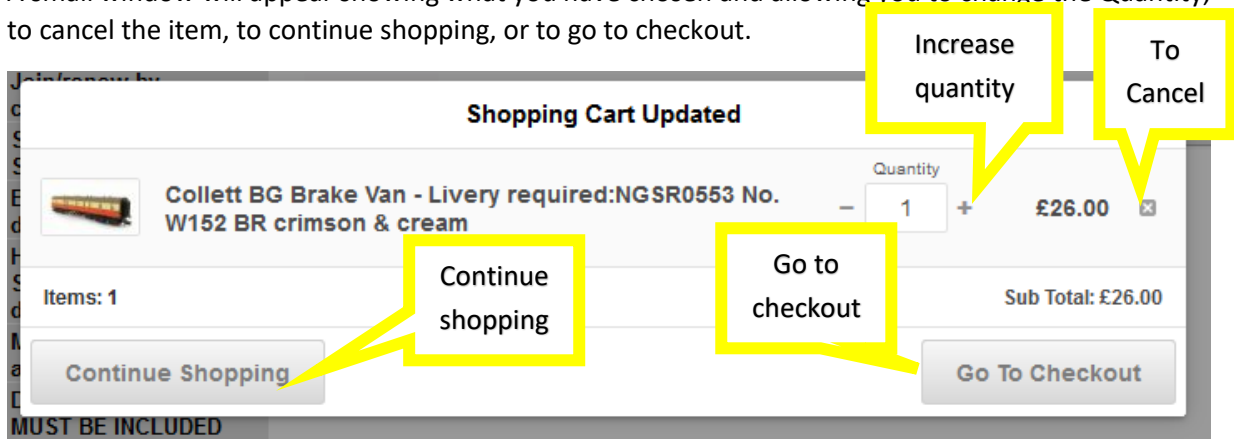 to cancel the item, to continue shopping, or to go to checkout.
Increase
quantity
To
Cancel
Shopping Cart Updated
Quantity
Collett BG Brake Van - Livery required:NGSR0553 No.
W152 BR crimson & cream
− 1 + £26.00
Continue
shopping
Go to
checkout
Items: 1
Sub Total: £26.00
Continue Shopping
Go To Checkout
MUST BE INCLUDED